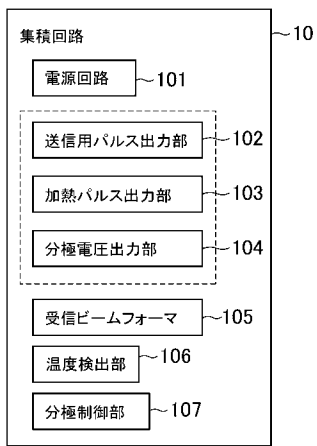 集積回路
10
電源回路
101
送信用パルス出力部
102
加熱パルス出力部
103
分極電圧出力部
104
受信ビームフォーマ
105
温度検出部
106
分極制御部
107